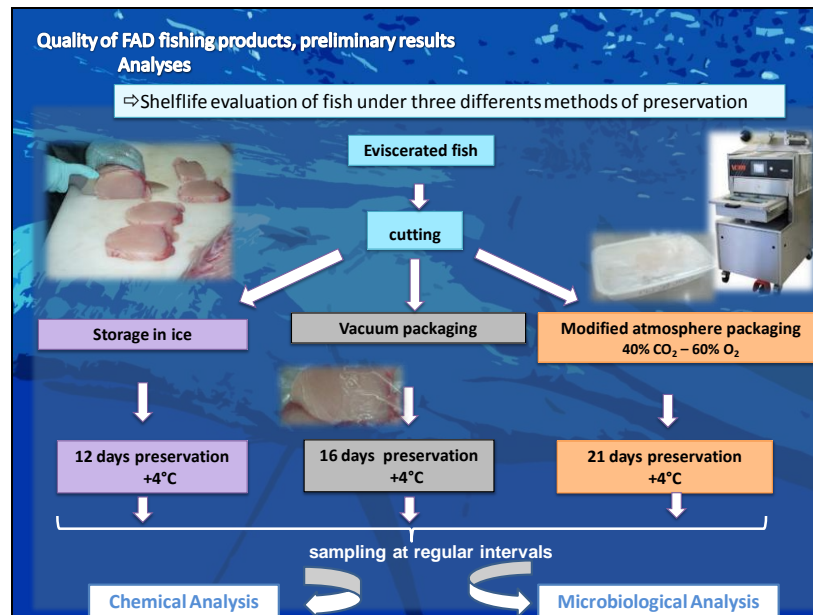 Quality of FAD fishing products, preliminary results
Analyses
⇨Shelflife evaluation of fish under three differents methods of preservation
Eviscerated fish
cutting
Storage in ice
Vacuum packaging
Modified atmosphere packaging
40% CO₂ – 60% O₂
12 days preservation
+4°C
16 days preservation
+4°C
21 days preservation
+4°C
sampling at regular intervals
Chemical Analysis
Microbiological Analysis